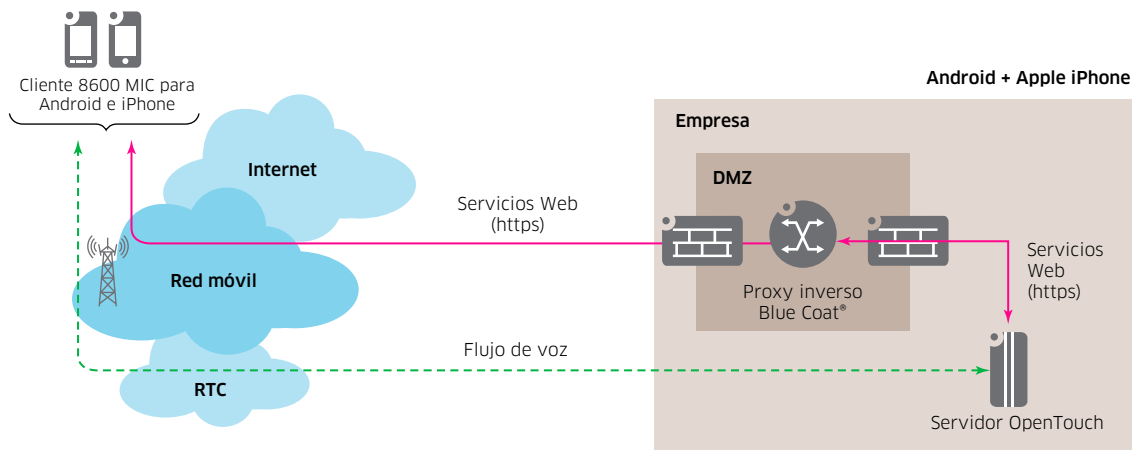 Cliente 8600 MIC para
Android e iPhone
Android + Apple iPhone
Empresa
Internet
DMZ
Servicios Web
(https)
Servicios
Web
(https)
Red móvil
Proxy inverso
Blue Coat®
Flujo de voz
RTC
Servidor OpenTouch